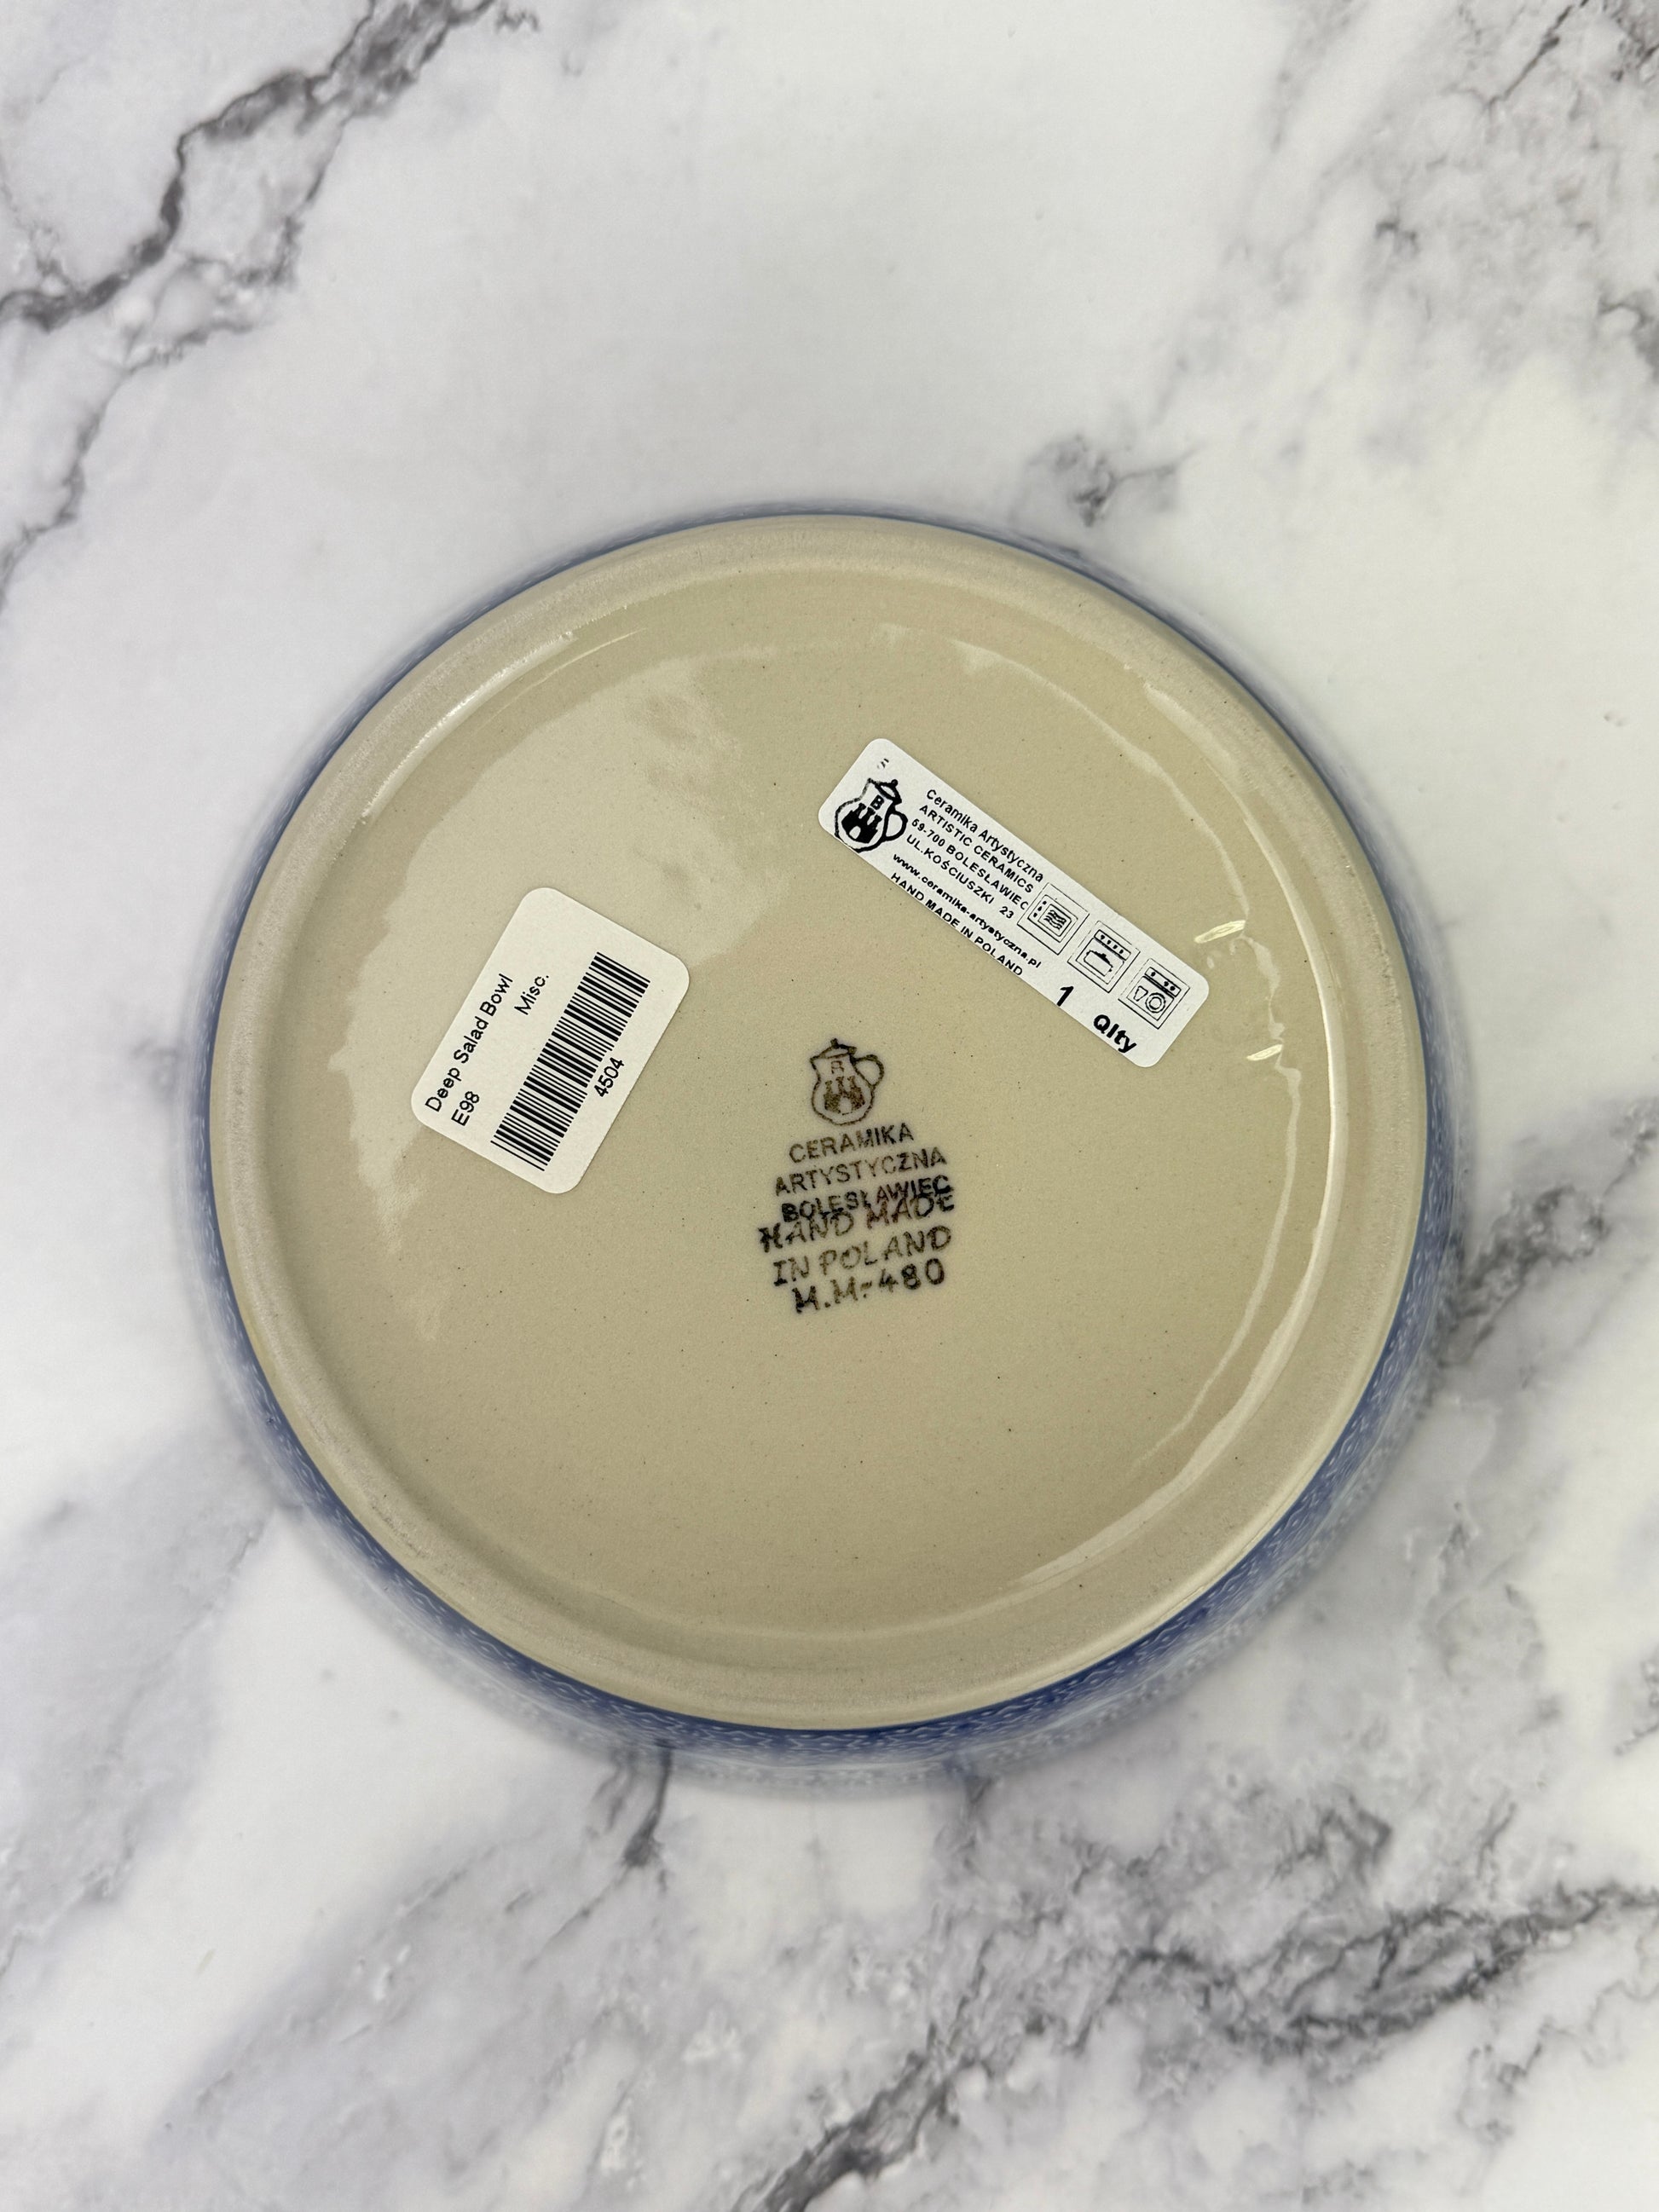 Ceramika Artystyczna
ARTISTIC CERAMICS
59-700 BOLESŁAWIEC
UL.KOŚCIUSZKI 23
www.ceramika-artystyczna.pl
HAND MADE IN POLAND
1
Qlty
Deep Salad Bowl
E98
Misc.
4504
CERAMIKA
ARTYSTYCZNA
BOLESŁAWIEC
HAND MADE
IN POLAND
M.M-480